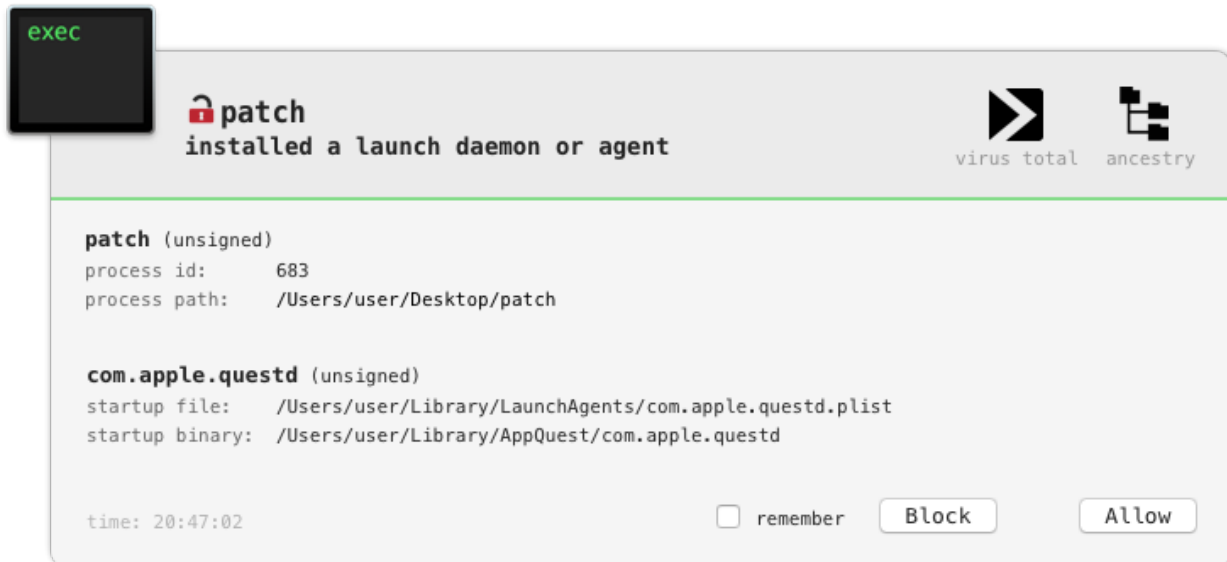 exec
patch
installed a launch daemon or agent
virus total
ancestry
patch (unsigned)
process id: 683
process path: /Users/user/Desktop/patch
com.apple.questd (unsigned)
startup file: /Users/user/Library/LaunchAgents/com.apple.questd.plist
startup binary: /Users/user/Library/AppQuest/com.apple.questd
time: 20:47:02
remember
Block
Allow